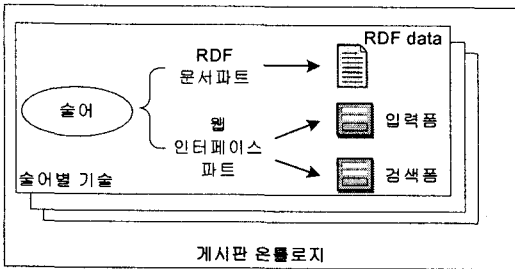 RDF data
RDF
문서파트
술어
웹
인터페이스
파트
입력폼
검색폼
술어별 기술
게시판 온톨로지